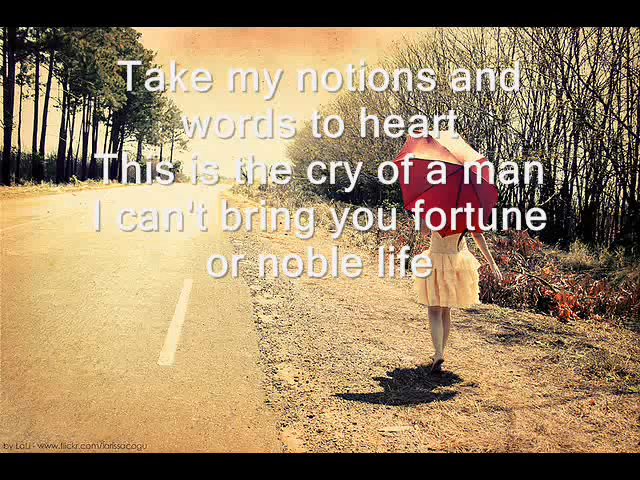 Take my notions and
words to heart
This is the cry of a man
I can't bring you fortune
or noble life
by LoLi - www.flickr.com/larissacogu